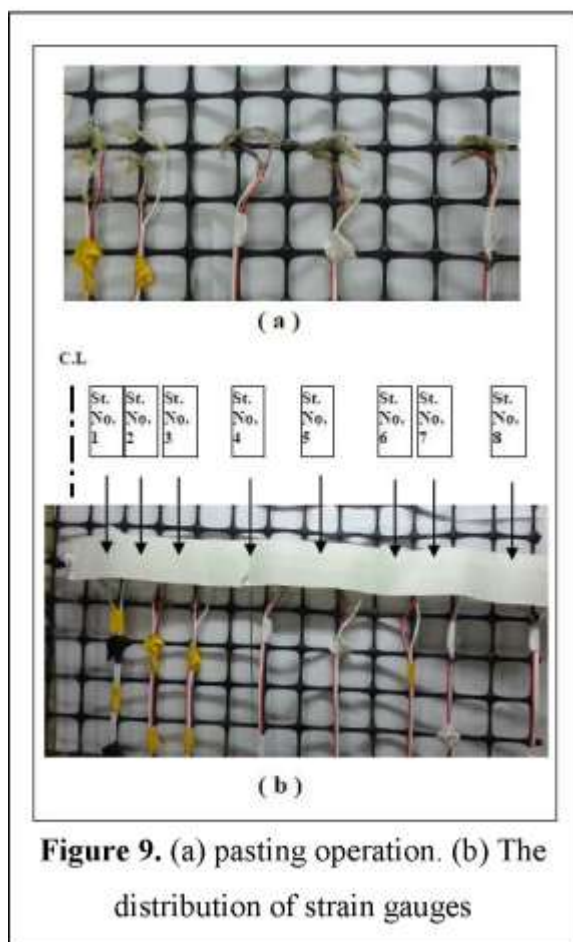 ( a )
C.L
St. No. 1
St. No. 2
St. No. 3
St. No. 4
St. No. 5
St. No. 6
St. No. 7
St. No. 8
( b )
Figure 9. (a) pasting operation. (b) The
distribution of strain gauges